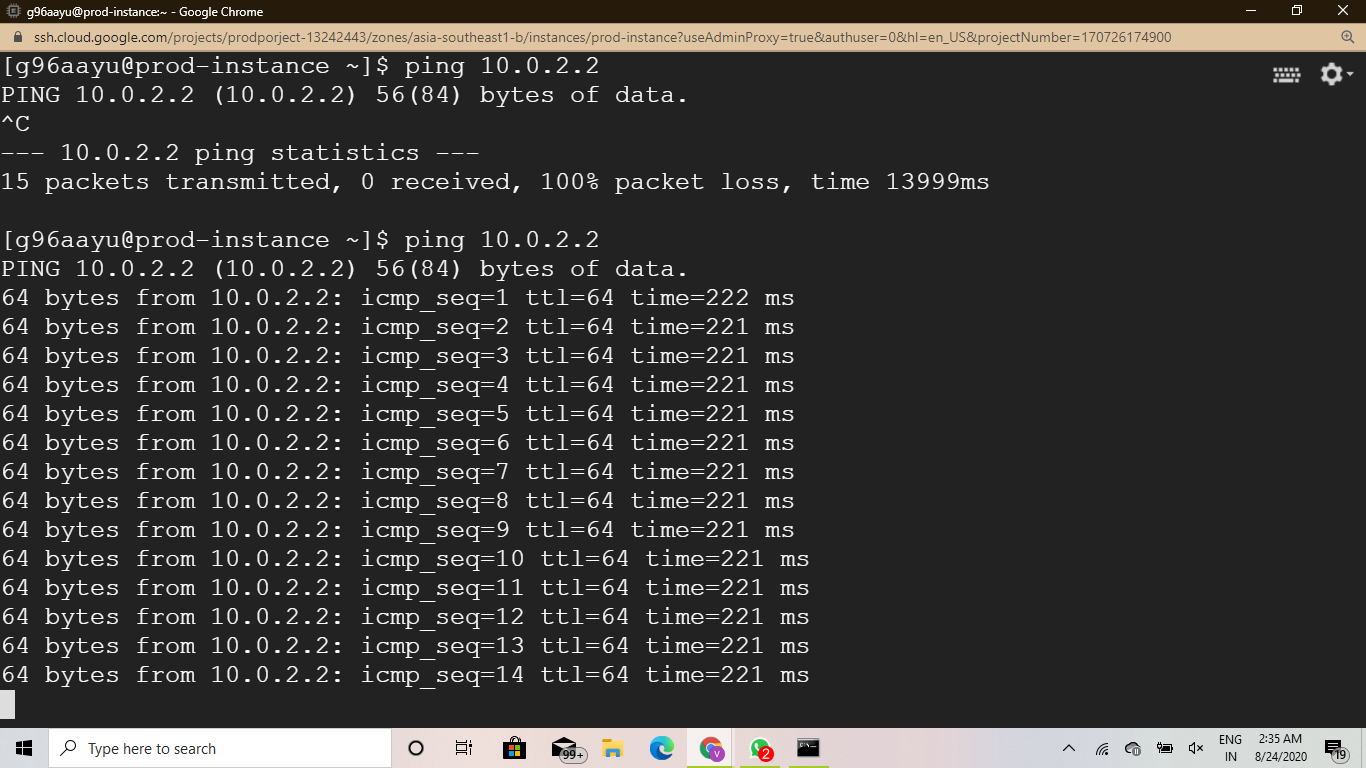 g96aayu@prod-instance:~ - Google Chrome
ssh.cloud.google.com/projects/prodporject-13242443/zones/asia-southeast1-b/instances/prod-instance?useAdminProxy=true&authuser=0&hl=en_US&projectNumber=170726174900
[g96aayu@prod-instance ~]$ ping 10.0.2.2
PING 10.0.2.2 (10.0.2.2) 56(84) bytes of data.
^C
--- 10.0.2.2 ping statistics ---
15 packets transmitted, 0 received, 100% packet loss, time 13999ms
[g96aayu@prod-instance ~]$ ping 10.0.2.2
PING 10.0.2.2 (10.0.2.2) 56(84) bytes of data.
64 bytes from 10.0.2.2: icmp_seq=1 ttl=64 time=222 ms
64 bytes from 10.0.2.2: icmp_seq=2 ttl=64 time=221 ms
64 bytes from 10.0.2.2: icmp_seq=3 ttl=64 time=221 ms
64 bytes from 10.0.2.2: icmp_seq=4 ttl=64 time=221 ms
64 bytes from 10.0.2.2: icmp_seq=5 ttl=64 time=221 ms
64 bytes from 10.0.2.2: icmp_seq=6 ttl=64 time=221 ms
64 bytes from 10.0.2.2: icmp_seq=7 ttl=64 time=221 ms
64 bytes from 10.0.2.2: icmp_seq=8 ttl=64 time=221 ms
64 bytes from 10.0.2.2: icmp_seq=9 ttl=64 time=221 ms
64 bytes from 10.0.2.2: icmp_seq=10 ttl=64 time=221 ms
64 bytes from 10.0.2.2: icmp_seq=11 ttl=64 time=221 ms
64 bytes from 10.0.2.2: icmp_seq=12 ttl=64 time=221 ms
64 bytes from 10.0.2.2: icmp_seq=13 ttl=64 time=221 ms
64 bytes from 10.0.2.2: icmp_seq=14 ttl=64 time=221 ms
Type here to search
99+
V
2
ENG
IN
2:35 AM
8/24/2020
19